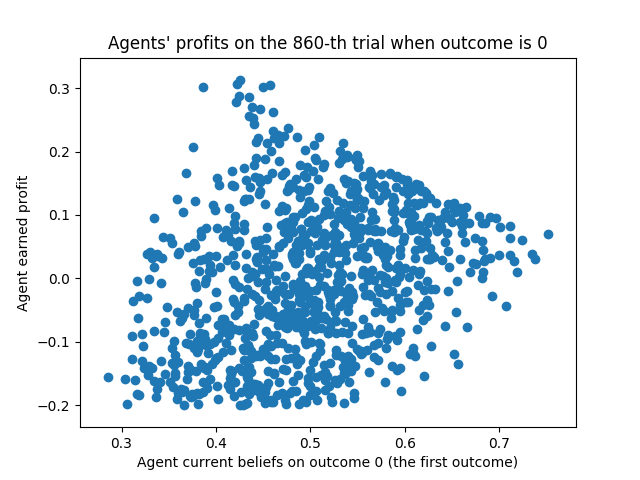 Agents' profits on the 860-th trial when outcome is 0
0.3
0.2
0.1
0.0
−0.1
−0.2
Agent earned profit
0.3 0.4 0.5 0.6 0.7
Agent current beliefs on outcome 0 (the first outcome)